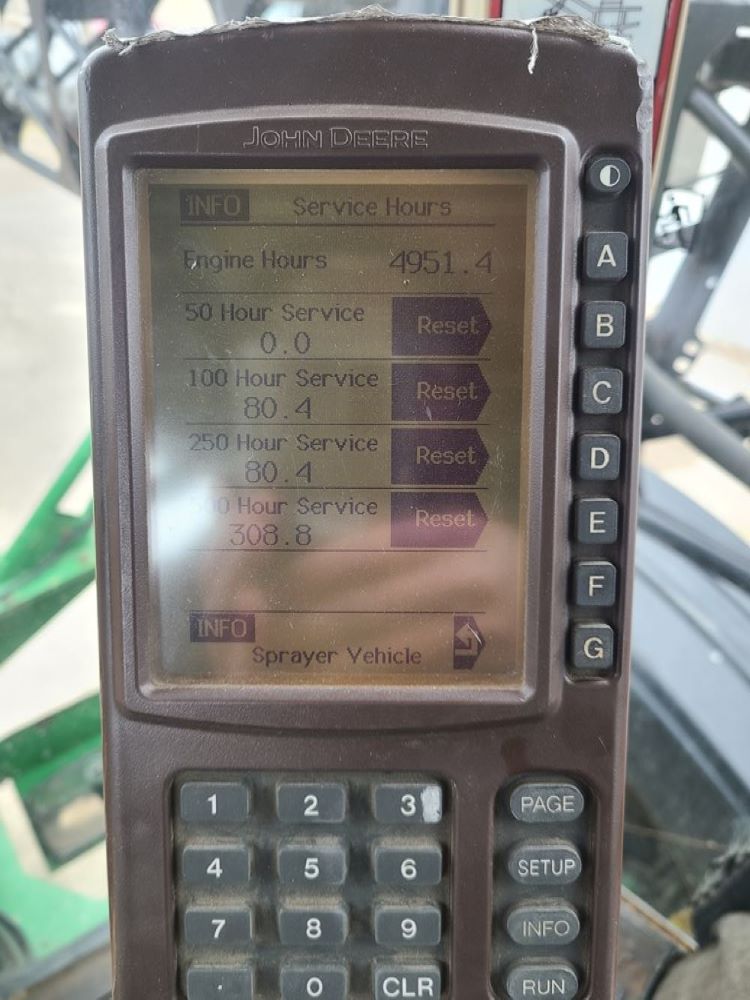 JOHN DEERE
INFO Service Hours
Engine Hours 4951.4
50 Hour Service
0.0
Reset
100 Hour Service
80.4
Reset
250 Hour Service
80.4
Reset
Hour Service
308.8
Reset
INFO
Sprayer Vehicle
A
B
C
D
E
F
G
1 2 3 PAGE
4 5 6 SETUP
7 8 9 INFO
. 0 CLR RUN